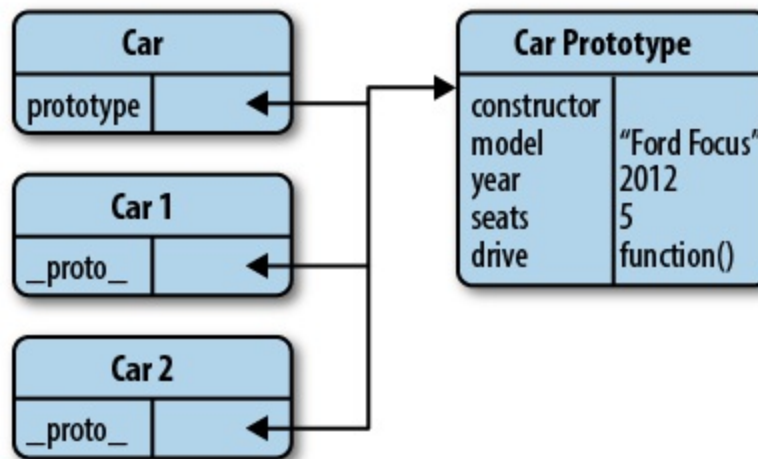 Car
prototype
Car 1
_proto_
Car 2
_proto_
Car Prototype
constructor
model "Ford Focus"
year 2012
seats 5
drive function()